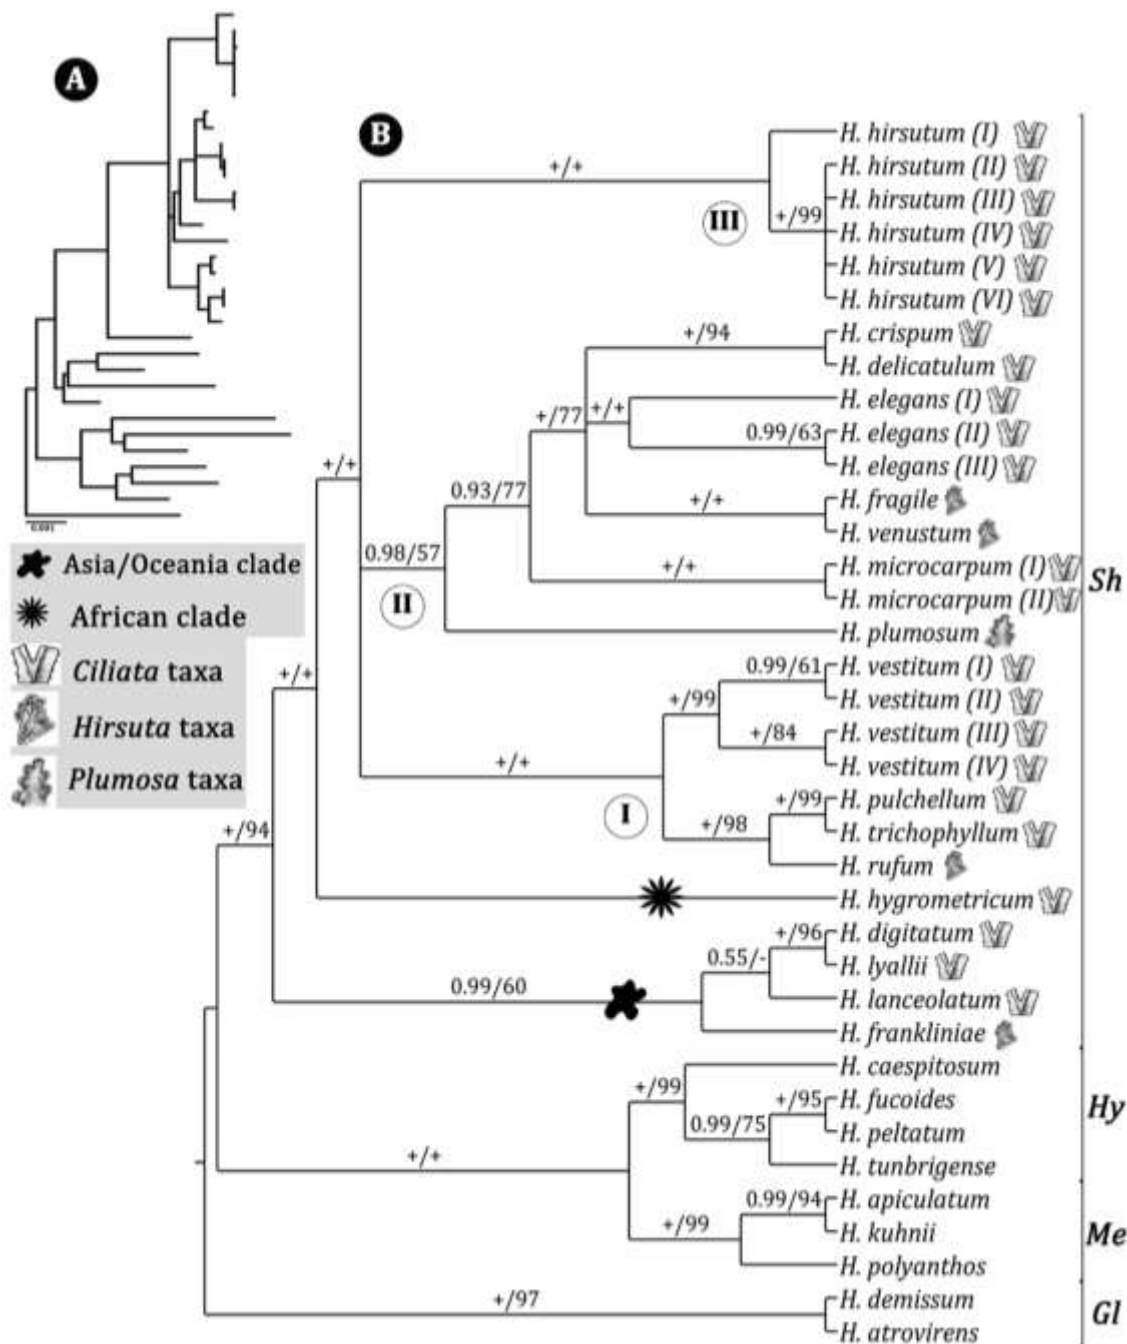 A
0.001
Asia/Oceania clade
African clade
Ciliata taxa
Hirsuta taxa
Plumosa taxa
B
+/+
III
+/99
H. hirsutum (I)
H. hirsutum (II)
H. hirsutum (III)
H. hirsutum (IV)
H. hirsutum (V)
H. hirsutum (VI)
+/94
H. crispum
H. delicatulum
+/77
+/+
H. elegans (I)
0.99/63
H. elegans (II)
H. elegans (III)
+/+
0.93/77
+/+
H. fragile
H. venustum
0.98/57
II
+/+
H. microcarpum (I)
H. microcarpum (II)
Sh
H. plumosum
+/+
0.99/61
H. vestitum (I)
H. vestitum (II)
+/99
+/84
H. vestitum (III)
H. vestitum (IV)
+/+
I
+/99
H. pulchellum
H. trichophyllum
+/98
H. rufum
+/94
H. hygrometricum
+/96
H. digitatum
H. lyallii
0.55/-
H. lanceolatum
0.99/60
H. frankliniae
H. caespitosum
+/99
+/95
H. fucoides
H. peltatum
0.99/75
H. tunbrigense
Hy
+/+
0.99/94
H. apiculatum
H. kuhnii
+/99
H. polyanthos
Me
+/97
H. demissum
H. atrovirens
Gl